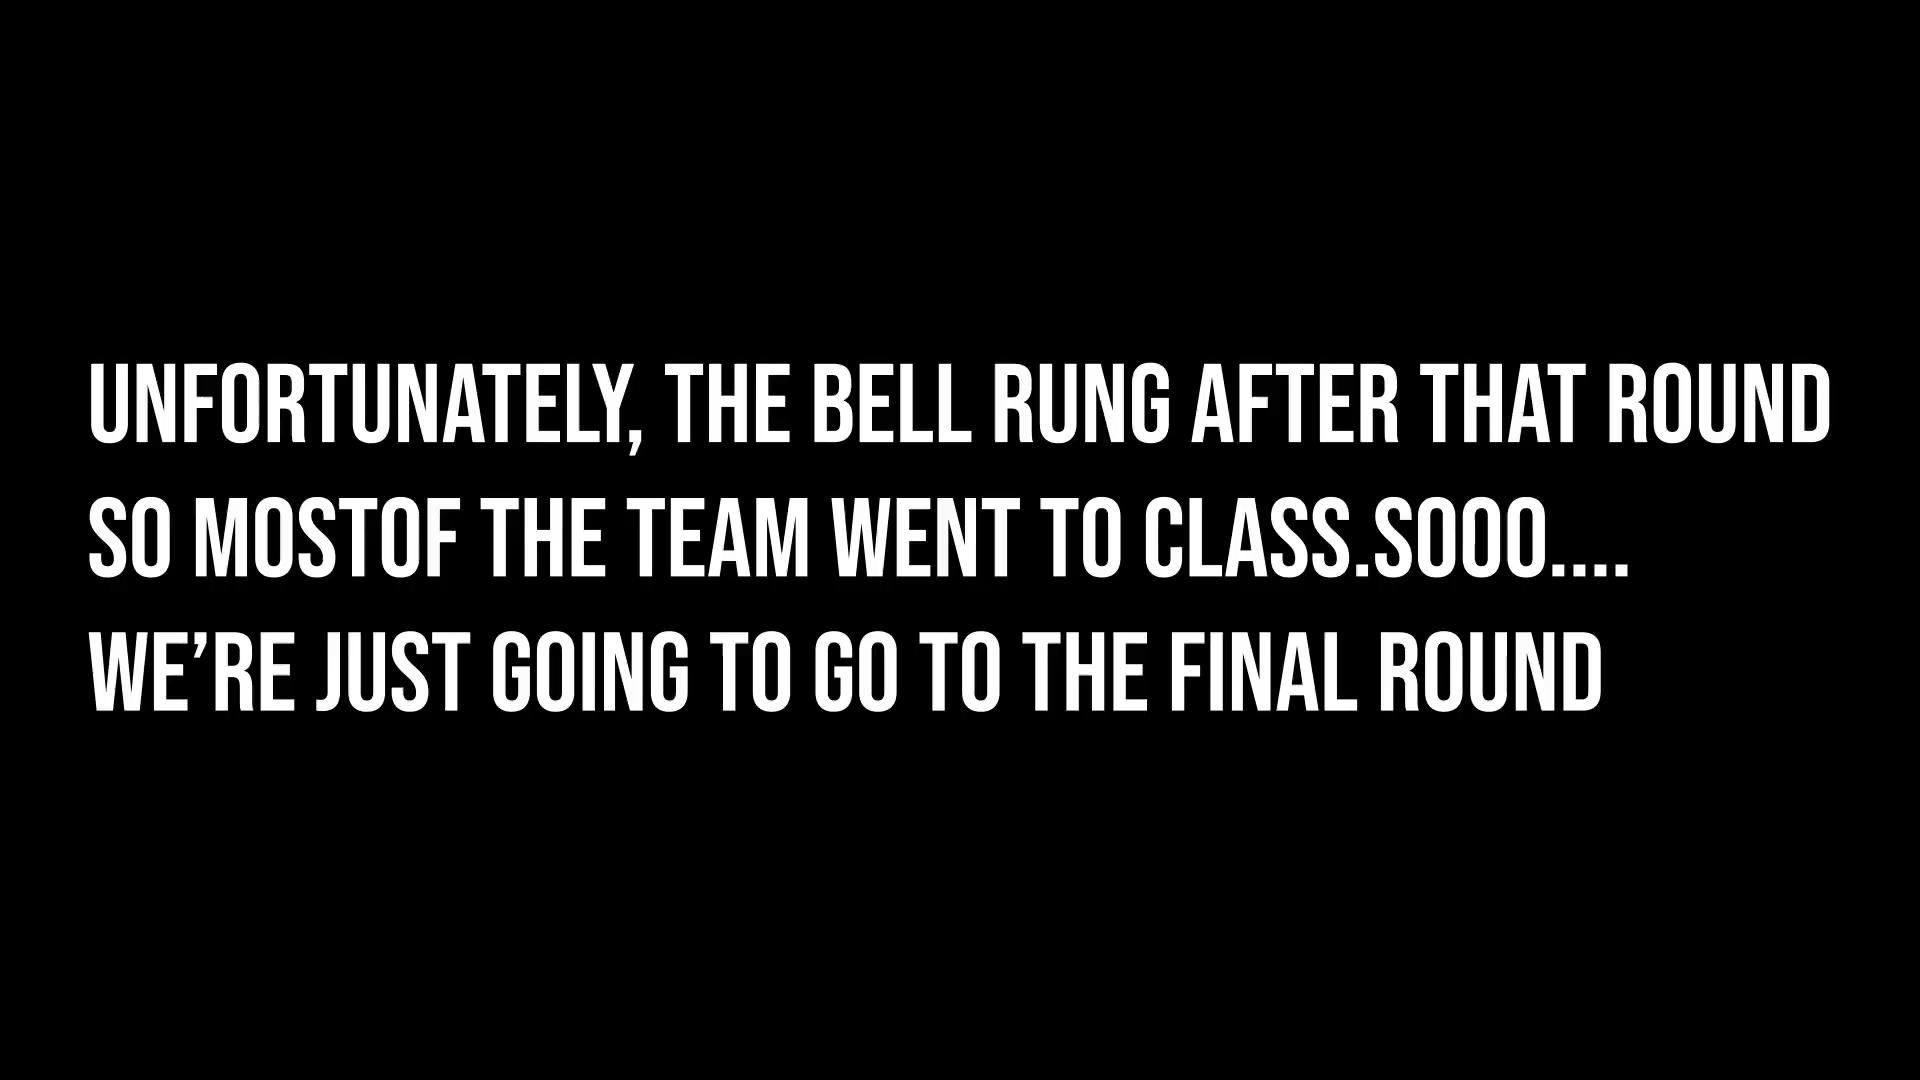 UNFORTUNATELY, THE BELL RUNG AFTER THAT ROUND
SO MOSTOF THE TEAM WENT TO CLASS.SOOO....
WE’RE JUST GOING TO GO TO THE FINAL ROUND